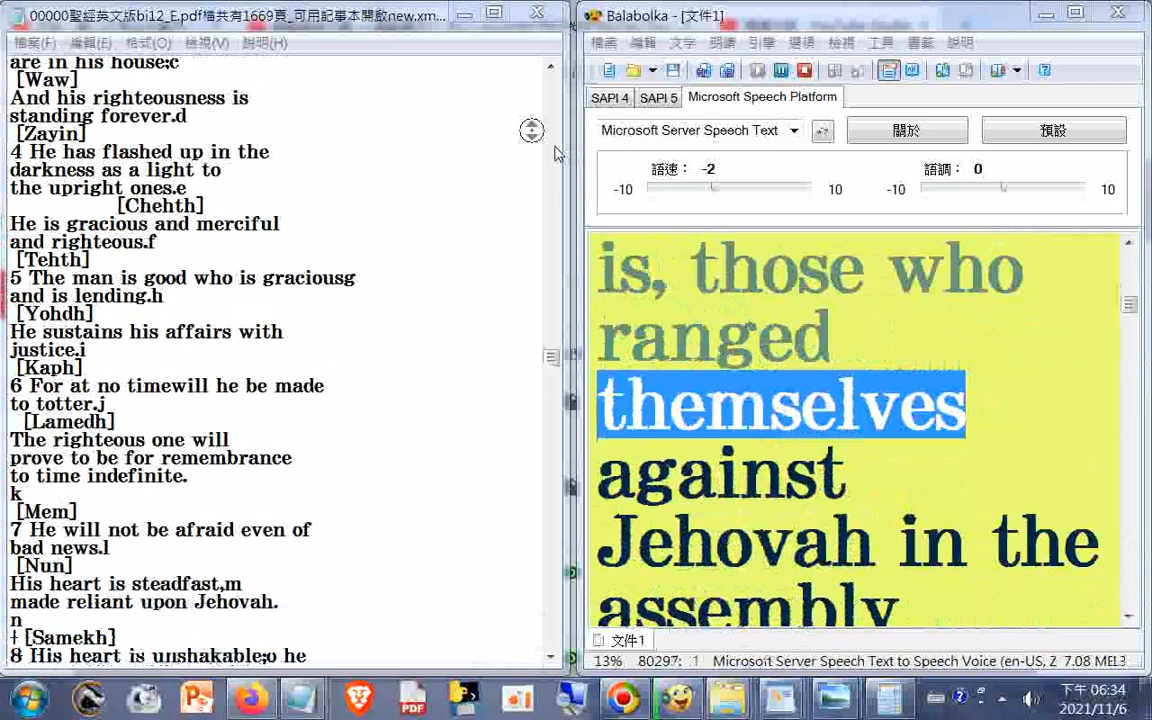 00000聖經英文版bi12_E.pdf檔共有1669頁_可用記事本開啟new.xm...
檔案(F) 編輯(E) 格式(O) 檢視(V) 說明(H)
are in his house;c
[Waw]
And his righteousness is
standing forever.d
[Zayin]
4 He has flashed up in the
darkness as a light to
the upright ones.e
[Chehth]
He is gracious and merciful
and righteous.f
[Tehth]
5 The man is good who is graciousg
and is lending.h
[Yohdh]
He sustains his affairs with
justice.i
[Kaph]
6 For at no timewill he be made
to totter.j
[Lamedh]
The righteous one will
prove to be for remembrance
to time indefinite.
k
[Mem]
7 He will not be afraid even of
bad news.l
[Nun]
His heart is steadfast,m
made reliant upon Jehovah.
n
ł [Samekh]
8 His heart is unshakable;o he
Balabolka - [文件1]
檔案 編輯 文字 朗讀 引擎 選項 檢視 工具 書籤 說明
SAPI 4 SAPI 5 Microsoft Speech Platform
Microsoft Server Speech Text 關於 預設
語速： -2 語調： 0
-10 10 -10 10
is, those who
ranged
themselves
against
Jehovah in the
assembly
文件1
13% 80297: 1 Microsoft Server Speech Text to Speech Voice (en-US, Z 7.08 MEL3
PDF
下午 06:34
2021/11/6